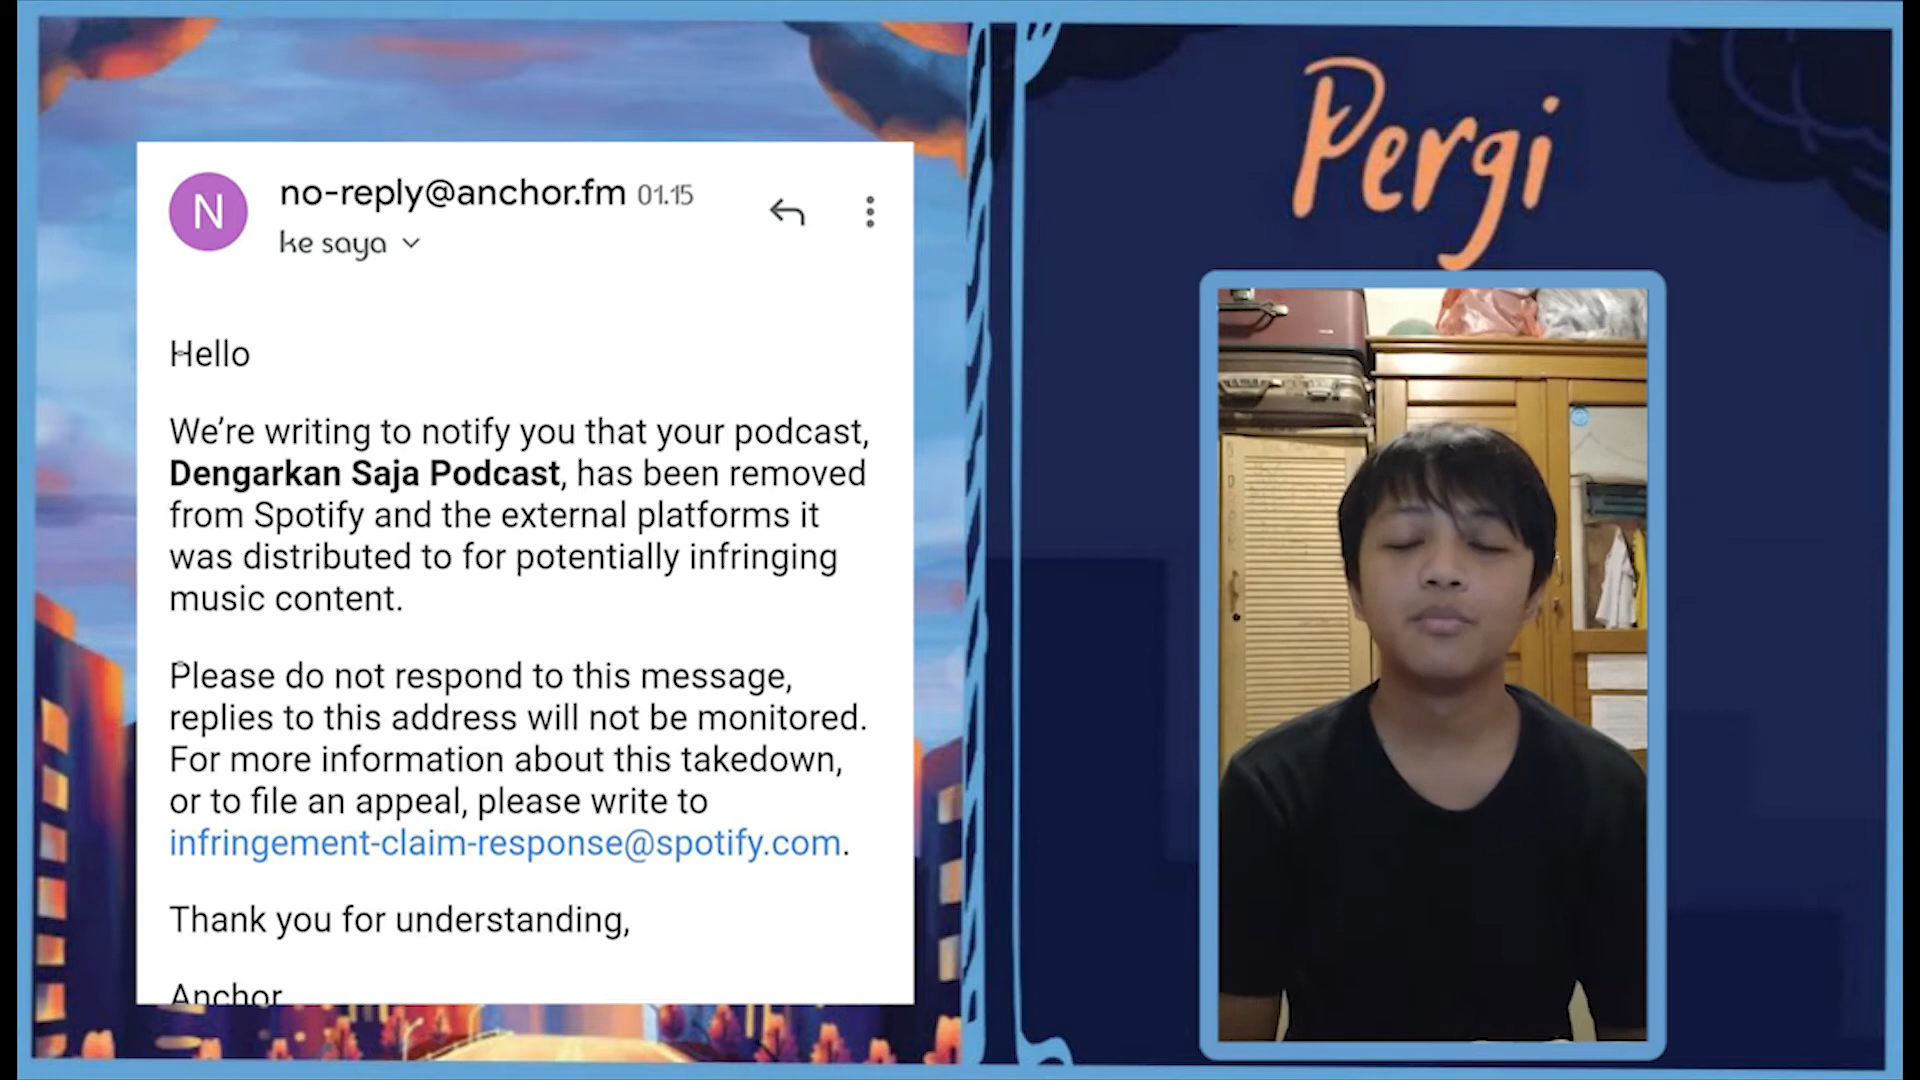 N
no-reply@anchor.fm 01.15
ke saya
Hello
We're writing to notify you that your podcast,
Dengarkan Saja Podcast, has been removed
from Spotify and the external platforms it
was distributed to for potentially infringing
music content.
Please do not respond to this message,
replies to this address will not be monitored.
For more information about this takedown,
or to file an appeal, please write to
infringement-claim-response@spotify.com.
Thank you for understanding,
Anchor
Pergi